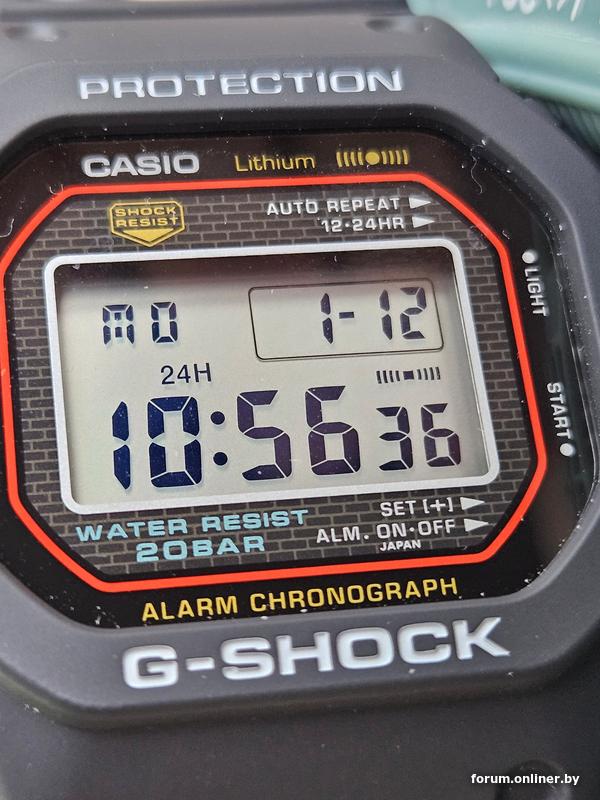 PROTECTION
CASIO Lithium
SHOCK
RESIST
AUTO REPEAT
12·24HR
LIGHT
MO 1-12
24H
10:56 36
START
SET [+]
WATER RESIST
20BAR
ALM. ON·OFF
JAPAN
ALARM CHRONOGRAPH
G-SHOCK
forum.onliner.by